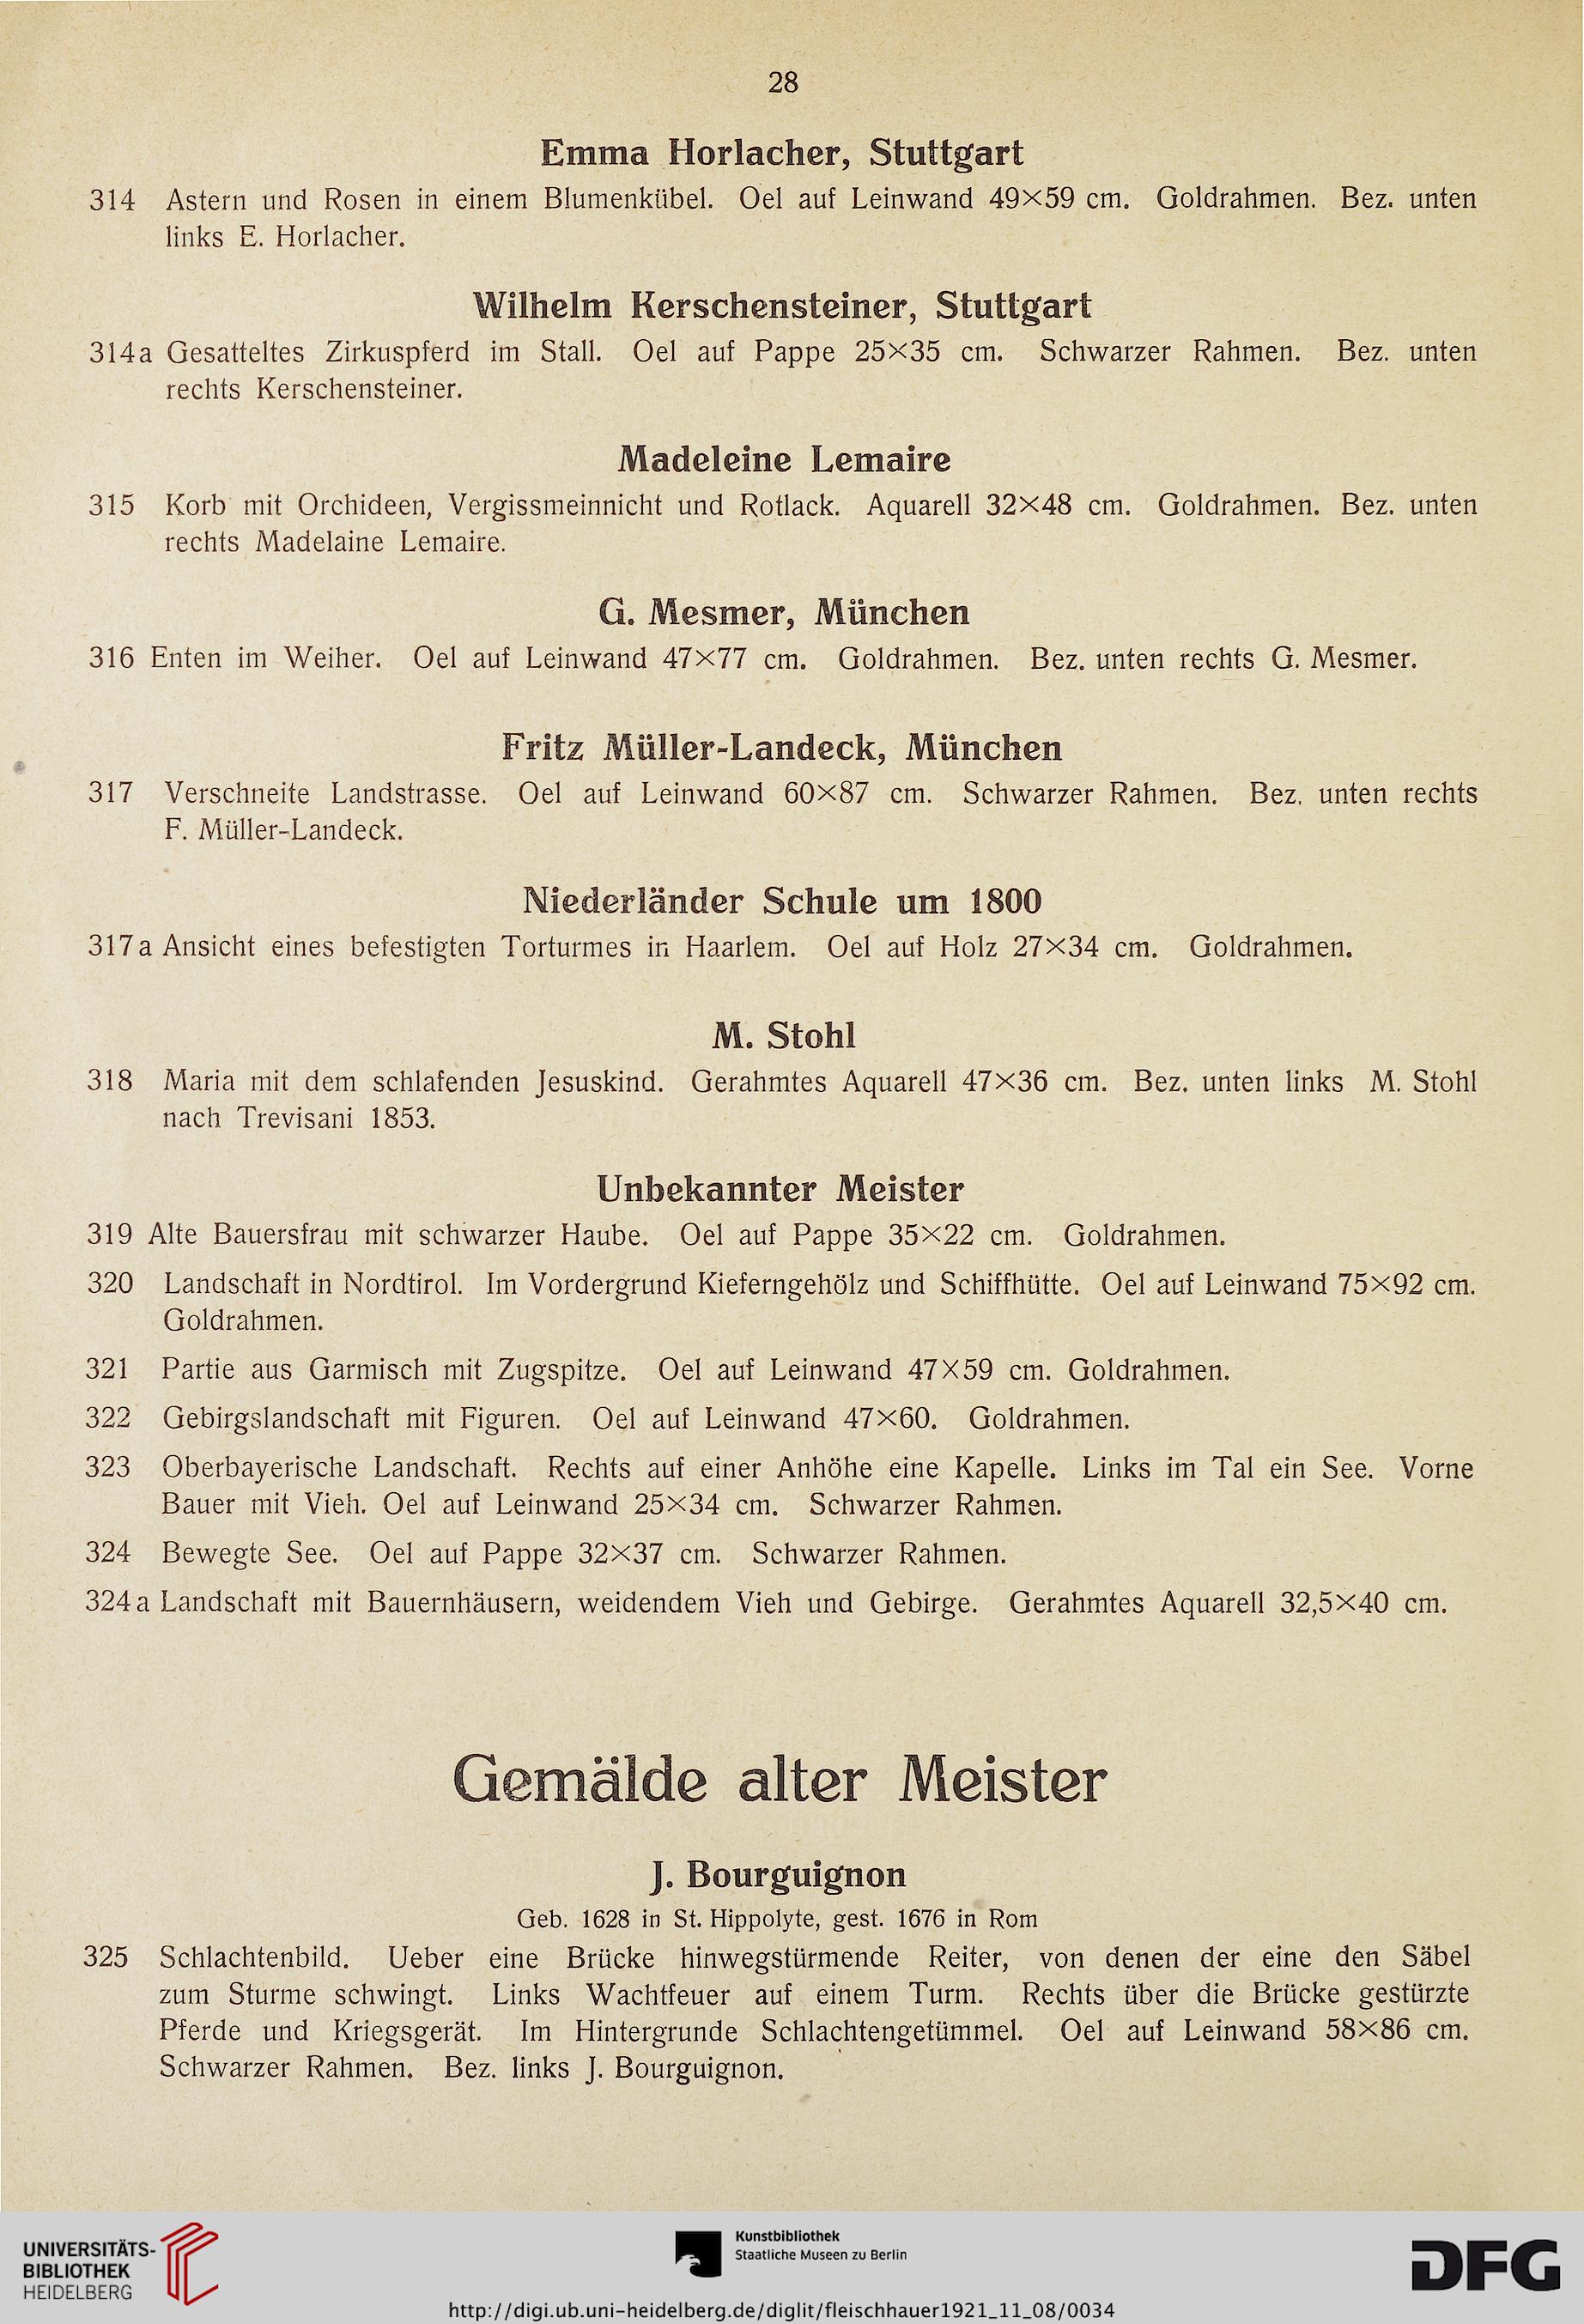 28
Emma Horlacher, Stuttgart
314 Astern und Rosen in einem Blumenkübel. Oel auf Leinwand 49×59 cm. Goldrahmen. Bez. unten
links E. Horlacher.
Wilhelm Kerschensteiner, Stuttgart
314a Gesatteltes Zirkuspferd im Stall. Oel auf Pappe 25×35 cm. Schwarzer Rahmen. Bez. unten
rechts Kerschensteiner.
Madeleine Lemaire
315 Korb mit Orchideen, Vergissmeinnicht und Rotlack. Aquarell 32×48 cm. Goldrahmen. Bez. unten
rechts Madelaine Lemaire.
G. Mesmer, München
316 Enten im Weiher. Oel auf Leinwand 47×77 cm. Goldrahmen. Bez. unten rechts G. Mesmer.
Fritz Müller-Landeck, München
317 Verschneite Landstrasse. Oel auf Leinwand 60×87 cm. Schwarzer Rahmen. Bez. unten rechts
F. Müller-Landeck.
Niederländer Schule um 1800
317a Ansicht eines befestigten Torturmes in Haarlem. Oel auf Holz 27×34 cm. Goldrahmen.
M. Stohl
318 Maria mit dem schlafenden Jesuskind. Gerahmtes Aquarell 47×36 cm. Bez. unten links M. Stohl
nach Trevisani 1853.
Unbekannter Meister
319 Alte Bauersfrau mit schwarzer Haube. Oel auf Pappe 35×22 cm. Goldrahmen.
320 Landschaft in Nordtirol. Im Vordergrund Kieferngehölz und Schiffhütte. Oel auf Leinwand 75×92 cm.
Goldrahmen.
321 Partie aus Garmisch mit Zugspitze. Oel auf Leinwand 47×59 cm. Goldrahmen.
322 Gebirgslandschaft mit Figuren. Oel auf Leinwand 47×60. Goldrahmen.
323 Oberbayerische Landschaft. Rechts auf einer Anhöhe eine Kapelle. Links im Tal ein See. Vorne
Bauer mit Vieh. Oel auf Leinwand 25×34 cm. Schwarzer Rahmen.
324 Bewegte See. Oel auf Pappe 32×37 cm. Schwarzer Rahmen.
324a Landschaft mit Bauernhäusern, weidendem Vieh und Gebirge. Gerahmtes Aquarell 32,5×40 cm.
Gemälde alter Meister
J. Bourguignon
Geb. 1628 in St. Hippolyte, gest. 1676 in Rom
325 Schlachtenbild. Ueber eine Brücke hinwegstürmende Reiter, von denen der eine den Säbel
zum Sturme schwingt. Links Wachtfeuer auf einem Turm. Rechts über die Brücke gestürzte
Pferde und Kriegsgerät. Im Hintergrunde Schlachtengetümmel. Oel auf Leinwand 58×86 cm.
Schwarzer Rahmen. Bez. links J. Bourguignon.
UNIVERSITÄTS-
BIBLIOTHEK
HEIDELBERG
Kunstbibliothek
Staatliche Museen zu Berlin
DFG
http://digi.ub.uni-heidelberg.de/diglit/fleischhauer1921_11_08/0034